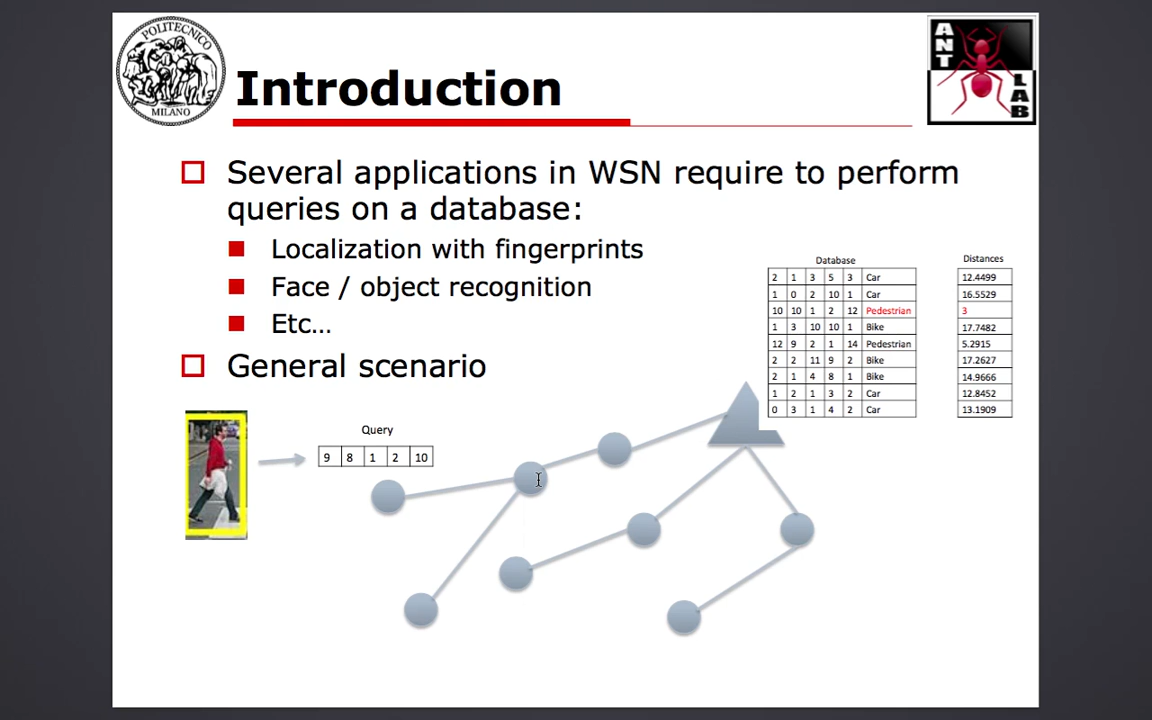 POLITECNICO
MILANO
Introduction
ANT
LAB
Several applications in WSN require to perform
queries on a database:
Localization with fingerprints
Face / object recognition
Etc...
General scenario
Database
2 1 3 5 3 Car
1 0 2 10 1 Car
10 10 1 2 12 Pedestrian
1 3 10 10 1 Bike
12 9 2 1 14 Pedestrian
2 2 11 9 2 Bike
2 1 4 8 1 Bike
1 2 1 3 2 Car
0 3 1 4 2 Car
Distances
12.4499
16.5529
3
17.7482
5.2915
17.2627
14.9666
12.8452
13.1909
Query
9 8 1 2 10